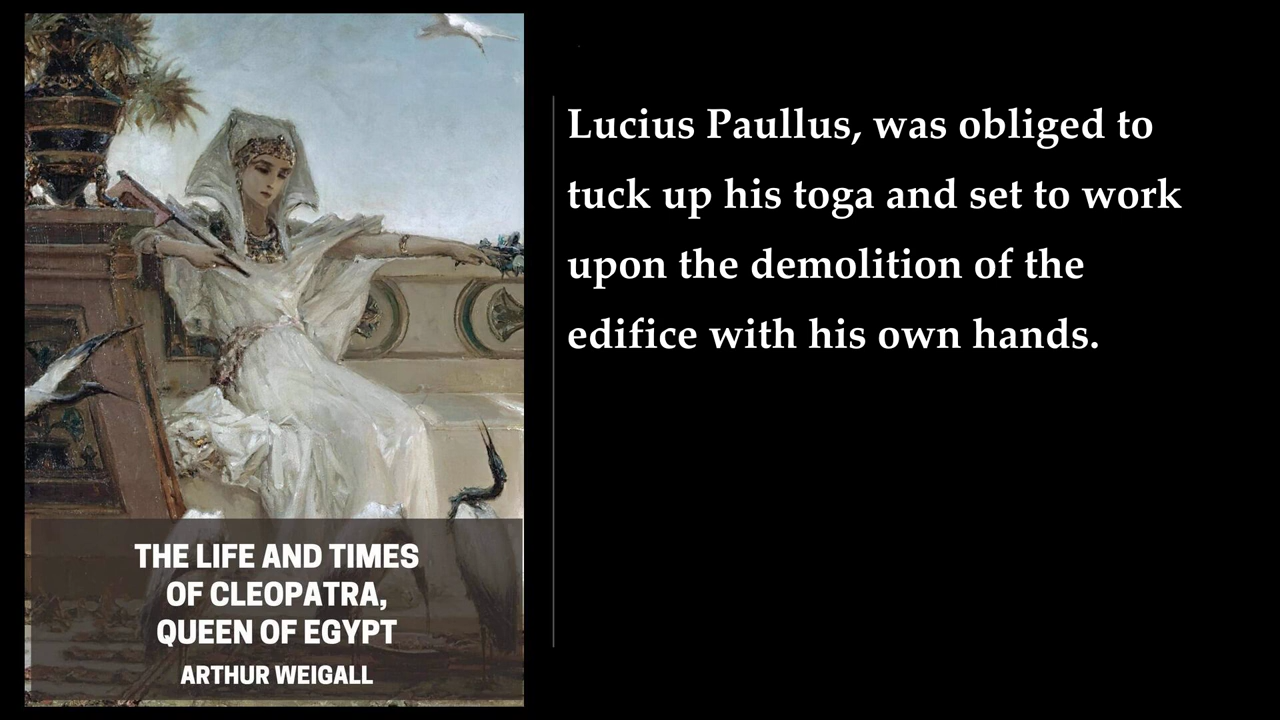 Lucius Paullus, was obliged to
tuck up his toga and set to work
upon the demolition of the
edifice with his own hands.
THE LIFE AND TIMES
OF CLEOPATRA,
QUEEN OF EGYPT
ARTHUR WEIGALL